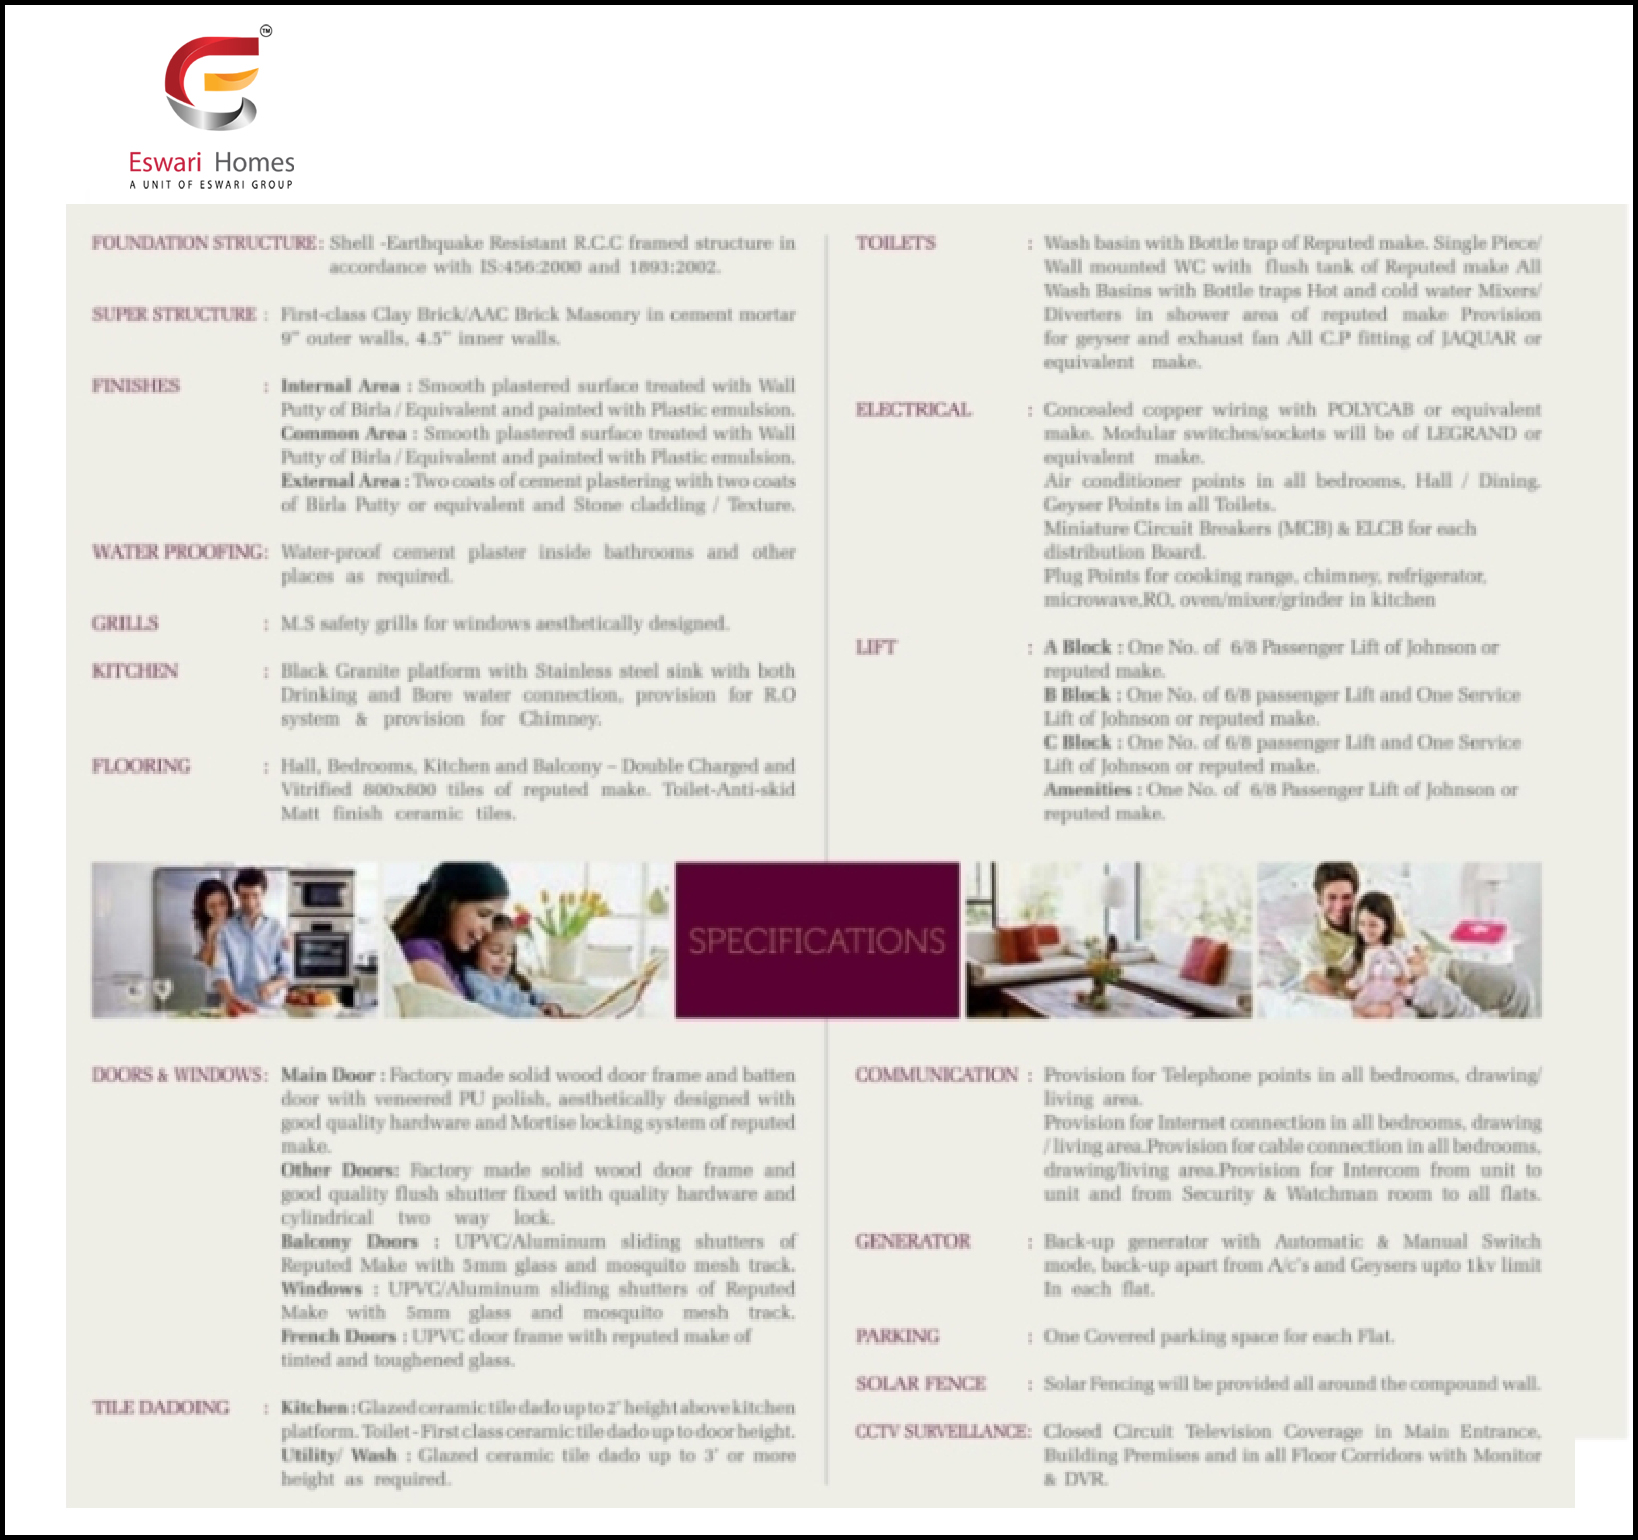 TM
Eswari Homes
A UNIT OF ESWARI GROUP
FOUNDATION STRUCTURE: Shell -Earthquake Resistant R.C.C framed structure in
accordance with IS:456:2000 and 1893:2002.
SUPER STRUCTURE : First-class Clay Brick/AAC Brick Masonry in cement mortar
9" outer walls, 4.5" inner walls.
FINISHES : Internal Area : Smooth plastered surface treated with Wall
Putty of Birla / Equivalent and painted with Plastic emulsion.
Common Area : Smooth plastered surface treated with Wall
Putty of Birla / Equivalent and painted with Plastic emulsion.
External Area : Two coats of cement plastering with two coats
of Birla Putty or equivalent and Stone cladding / Texture.
WATER PROOFING: Water-proof cement plaster inside bathrooms and other
places as required.
GRILLS : M.S safety grills for windows aesthetically designed.
KITCHEN : Black Granite platform with Stainless steel sink with both
Drinking and Bore water connection, provision for R.O
system & provision for Chimney.
FLOORING : Hall, Bedrooms, Kitchen and Balcony – Double Charged and
Vitrified 800x800 tiles of reputed make. Toilet-Anti-skid
Matt finish ceramic tiles.
TOILETS : Wash basin with Bottle trap of Reputed make. Single Piece/
Wall mounted WC with flush tank of Reputed make All
Wash Basins with Bottle traps Hot and cold water Mixers/
Diverters in shower area of reputed make Provision
for geyser and exhaust fan All C.P fitting of JAQUAR or
equivalent make.
ELECTRICAL : Concealed copper wiring with POLYCAB or equivalent
make. Modular switches/sockets will be of LEGRAND or
equivalent make.
Air conditioner points in all bedrooms, Hall / Dining.
Geyser Points in all Toilets.
Miniature Circuit Breakers (MCB) & ELCB for each
distribution Board.
Plug Points for cooking range, chimney, refrigerator,
microwave,RO, oven/mixer/grinder in kitchen
LIFT : A Block : One No. of 6/8 Passenger Lift of Johnson or
reputed make.
B Block : One No. of 6/8 passenger Lift and One Service
Lift of Johnson or reputed make.
C Block : One No. of 6/8 passenger Lift and One Service
Lift of Johnson or reputed make.
Amenities : One No. of 6/8 Passenger Lift of Johnson or
reputed make.
SPECIFICATIONS
DOORS & WINDOWS: Main Door : Factory made solid wood door frame and batten
door with veneered PU polish, aesthetically designed with
good quality hardware and Mortise locking system of reputed
make.
Other Doors: Factory made solid wood door frame and
good quality flush shutter fixed with quality hardware and
cylindrical two way lock.
Balcony Doors : UPVC/Aluminum sliding shutters of
Reputed Make with 5mm glass and mosquito mesh track.
Windows : UPVC/Aluminum sliding shutters of Reputed
Make with 5mm glass and mosquito mesh track.
French Doors : UPVC door frame with reputed make of
tinted and toughened glass.
TILE DADOING : Kitchen : Glazed ceramic tile dado up to 2' height above kitchen
platform. Toilet - First class ceramic tile dado up to door height.
Utility/ Wash : Glazed ceramic tile dado up to 3' or more
height as required.
COMMUNICATION : Provision for Telephone points in all bedrooms, drawing/
living area.
Provision for Internet connection in all bedrooms, drawing
/ living area.Provision for cable connection in all bedrooms,
drawing/living area.Provision for Intercom from unit to
unit and from Security & Watchman room to all flats.
GENERATOR : Back-up generator with Automatic & Manual Switch
mode, back-up apart from A/c's and Geysers upto 1kv limit
In each flat.
PARKING : One Covered parking space for each Flat.
SOLAR FENCE : Solar Fencing will be provided all around the compound wall.
CCTV SURVEILLANCE: Closed Circuit Television Coverage in Main Entrance,
Building Premises and in all Floor Corridors with Monitor
& DVR.